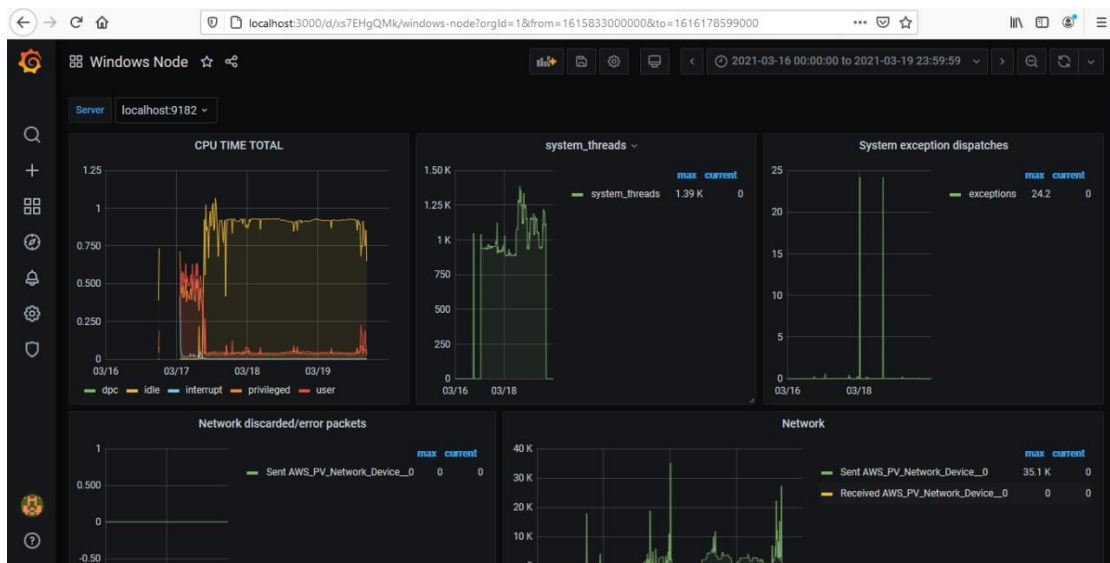 localhost:3000/d/xs7EHgQMk/windows-node?orgId=1&from=1615833000000&to=1616178599000
Windows Node
2021-03-16 00:00:00 to 2021-03-19 23:59:59
Server localhost:9182
CPU TIME TOTAL
1.25
1
0.750
0.500
0.250
0
03/16 03/17 03/18 03/19
dpc idle interrupt privileged user
system_threads
1.50 K
1.25 K
1 K
750
500
250
0
03/16 03/18
max current
system_threads 1.39 K 0
System exception dispatches
25
20
15
10
5
0
03/16 03/18
max current
exceptions 24.2 0
Network discarded/error packets
1
0.500
0
-0.50
max current
Sent AWS_PV_Network_Device__0 0 0
Network
40 K
30 K
20 K
10 K
max current
Sent AWS_PV_Network_Device__0 35.1 K 0
Received AWS_PV_Network_Device__0 0 0